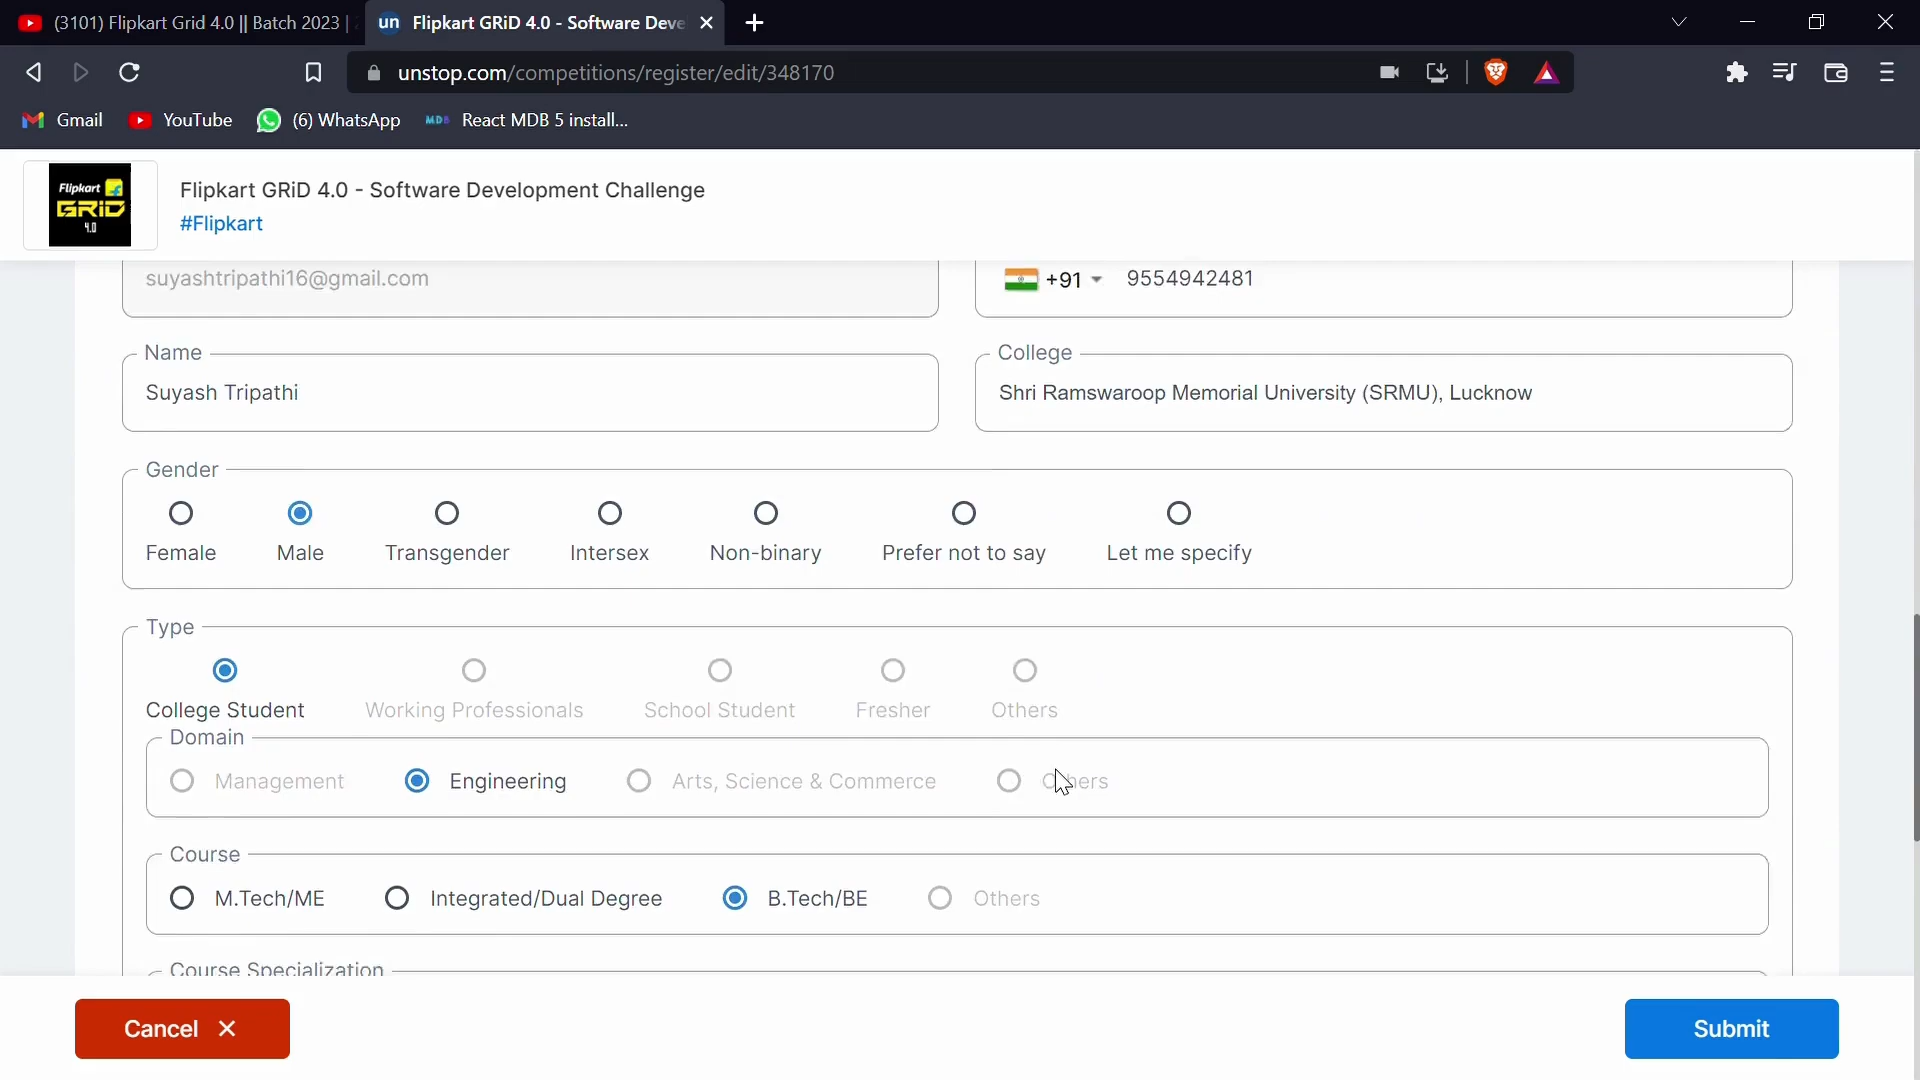 (3101) Flipkart Grid 4.0 || Batch 2023 |
un Flipkart GRiD 4.0 - Software Deve
unstop.com/competitions/register/edit/348170
Gmail YouTube (6) WhatsApp MDB React MDB 5 install...
Flipkart GRiD 4.0
Flipkart GRiD 4.0 - Software Development Challenge
#Flipkart
suyashtripathi16@gmail.com +91 9554942481
Name College
Suyash Tripathi Shri Ramswaroop Memorial University (SRMU), Lucknow
Gender
Female Male Transgender Intersex Non-binary Prefer not to say Let me specify
Type
College Student Working Professionals School Student Fresher Others
Domain
Management Engineering Arts, Science & Commerce Others
Course
M.Tech/ME Integrated/Dual Degree B.Tech/BE Others
Course Specialization
Cancel Submit